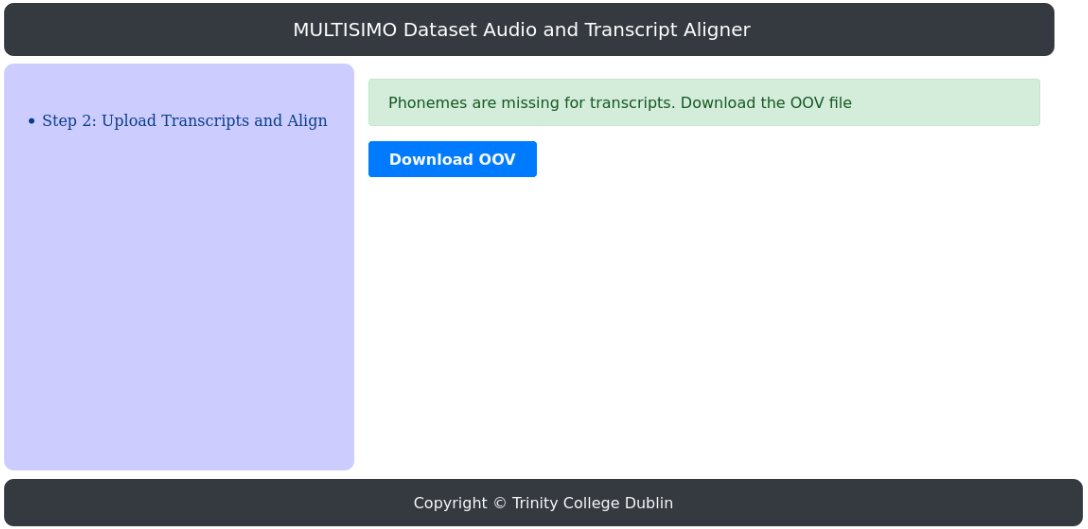 MULTISIMO Dataset Audio and Transcript Aligner
• Step 2: Upload Transcripts and Align
Phonemes are missing for transcripts. Download the OOV file
Download OOV
Copyright © Trinity College Dublin